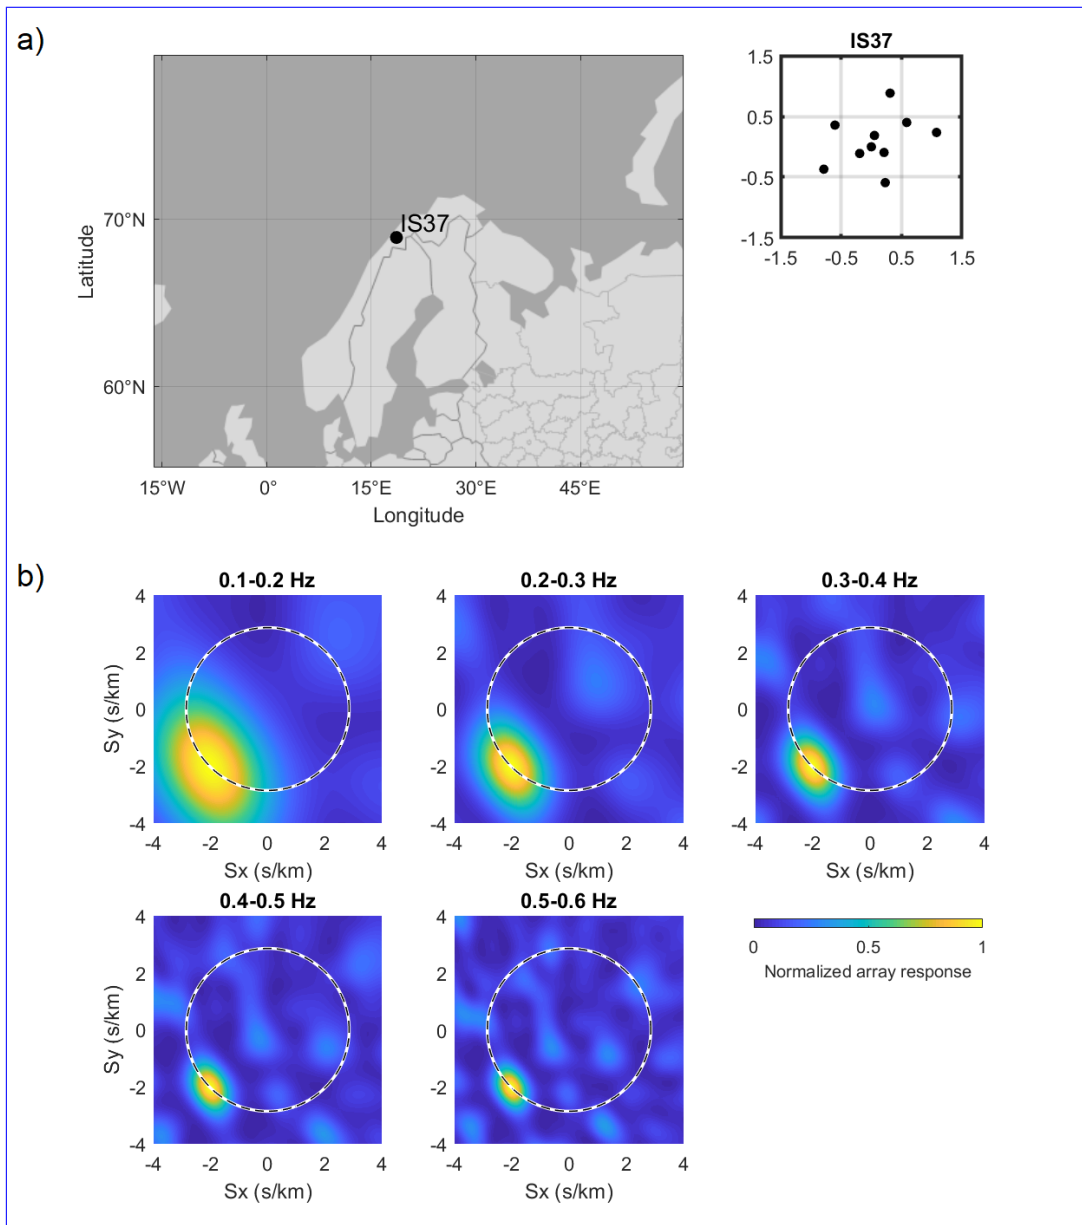 a)
IS37
70°N
60°N
Latitude
15°W 0° 15°E 30°E 45°E
Longitude
IS37
1.5
0.5
-0.5
-1.5
-1.5 -0.5 0.5 1.5
b)
0.1-0.2 Hz
4
2
0
-2
-4
Sy (s/km)
-4 -2 0 2 4
Sx (s/km)
0.2-0.3 Hz
4
2
0
-2
-4
-4 -2 0 2 4
Sx (s/km)
0.3-0.4 Hz
4
2
0
-2
-4
-4 -2 0 2 4
Sx (s/km)
0.4-0.5 Hz
4
2
0
-2
-4
Sy (s/km)
-4 -2 0 2 4
Sx (s/km)
0.5-0.6 Hz
4
2
0
-2
-4
-4 -2 0 2 4
Sx (s/km)
0 0.5 1
Normalized array response